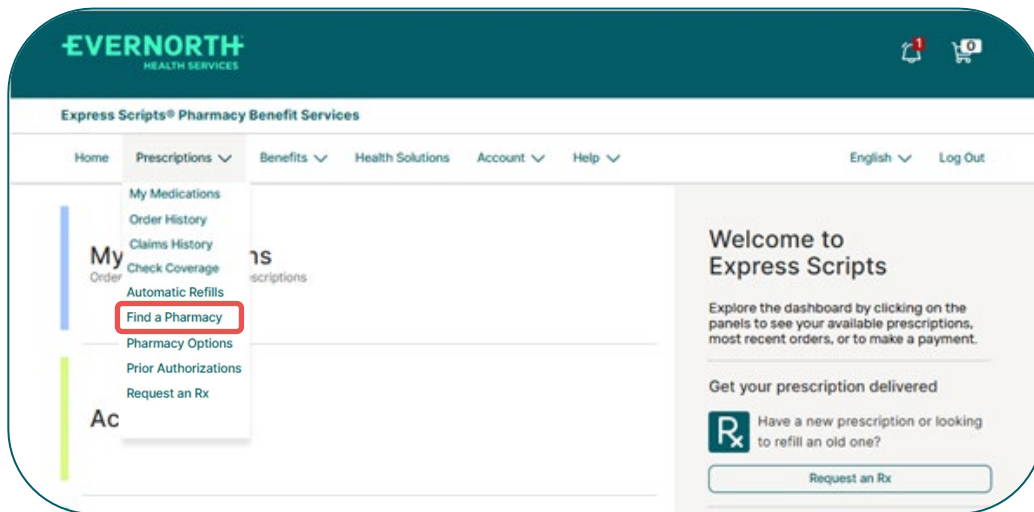 EVERNORTH
HEALTH SERVICES
1
0
Express Scripts® Pharmacy Benefit Services
Home Prescriptions Benefits Health Solutions Account Help English Log Out
My Medications
Order History
Claims History
Check Coverage
Automatic Refills
Find a Pharmacy
Pharmacy Options
Prior Authorizations
Request an Rx
My ns
Order scriptions
Ac
Welcome to
Express Scripts
Explore the dashboard by clicking on the
panels to see your available prescriptions,
most recent orders, or to make a payment.
Get your prescription delivered
Rx
Have a new prescription or looking
to refill an old one?
Request an Rx